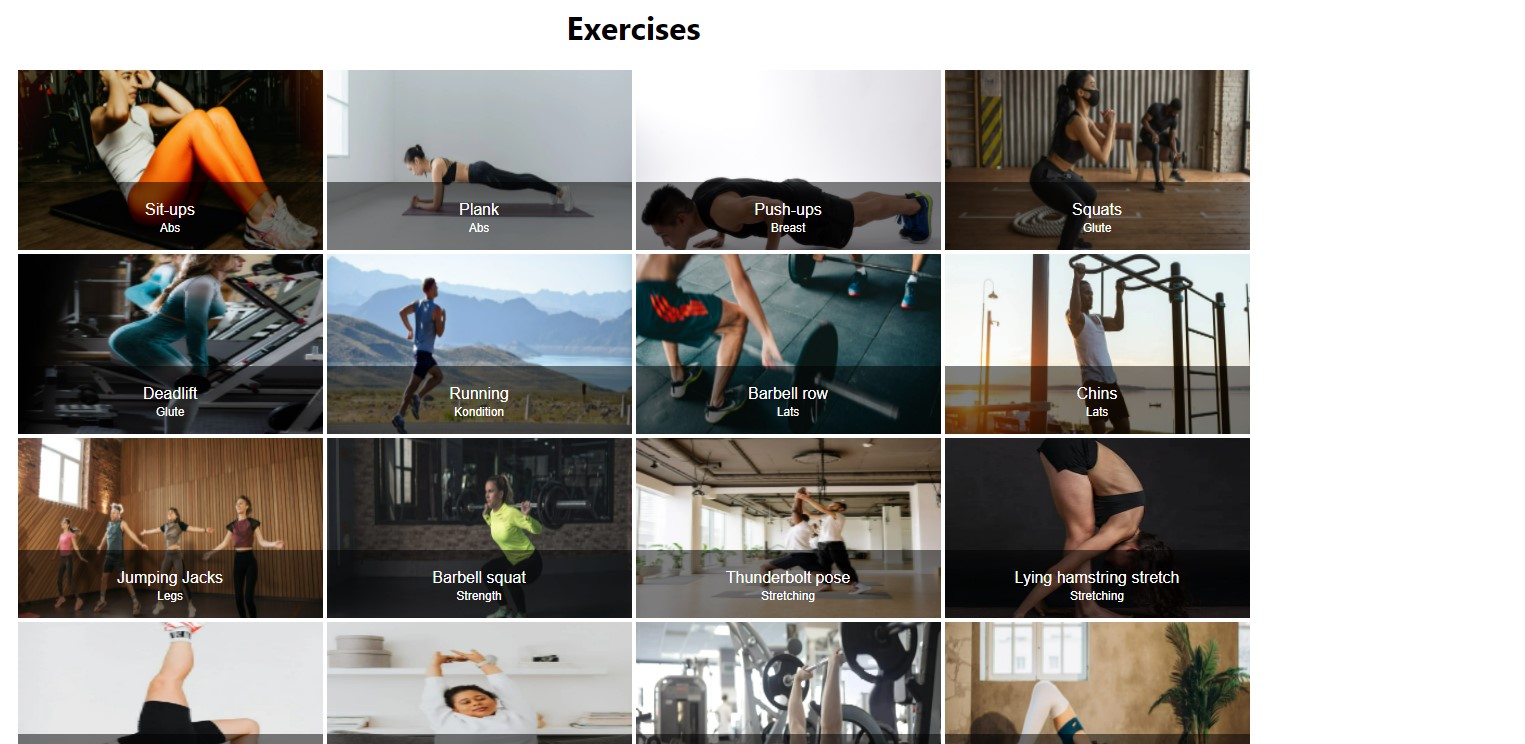 Exercises
Sit-ups
Abs
Plank
Abs
Push-ups
Breast
Squats
Glute
Deadlift
Glute
Running
Kondition
Barbell row
Lats
Chins
Lats
Jumping Jacks
Legs
Barbell squat
Strength
Thunderbolt pose
Stretching
Lying hamstring stretch
Stretching